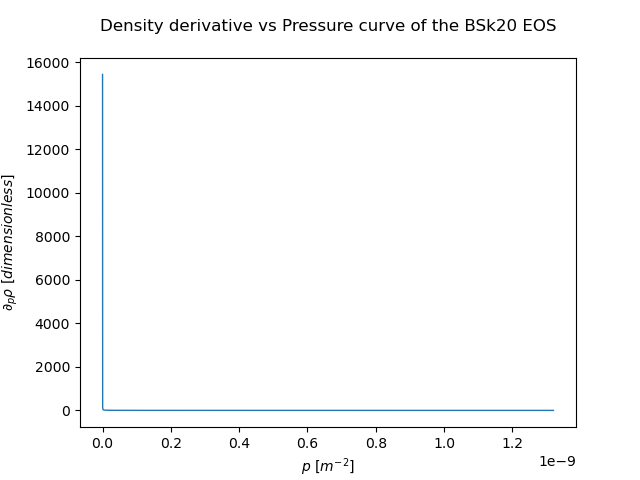 Density derivative vs Pressure curve of the BSk20 EOS
16000
14000
12000
10000
8000
6000
4000
2000
0
∂ₚρ [dimensionless]
0.0 0.2 0.4 0.6 0.8 1.0 1.2
1e−9
p [m⁻²]